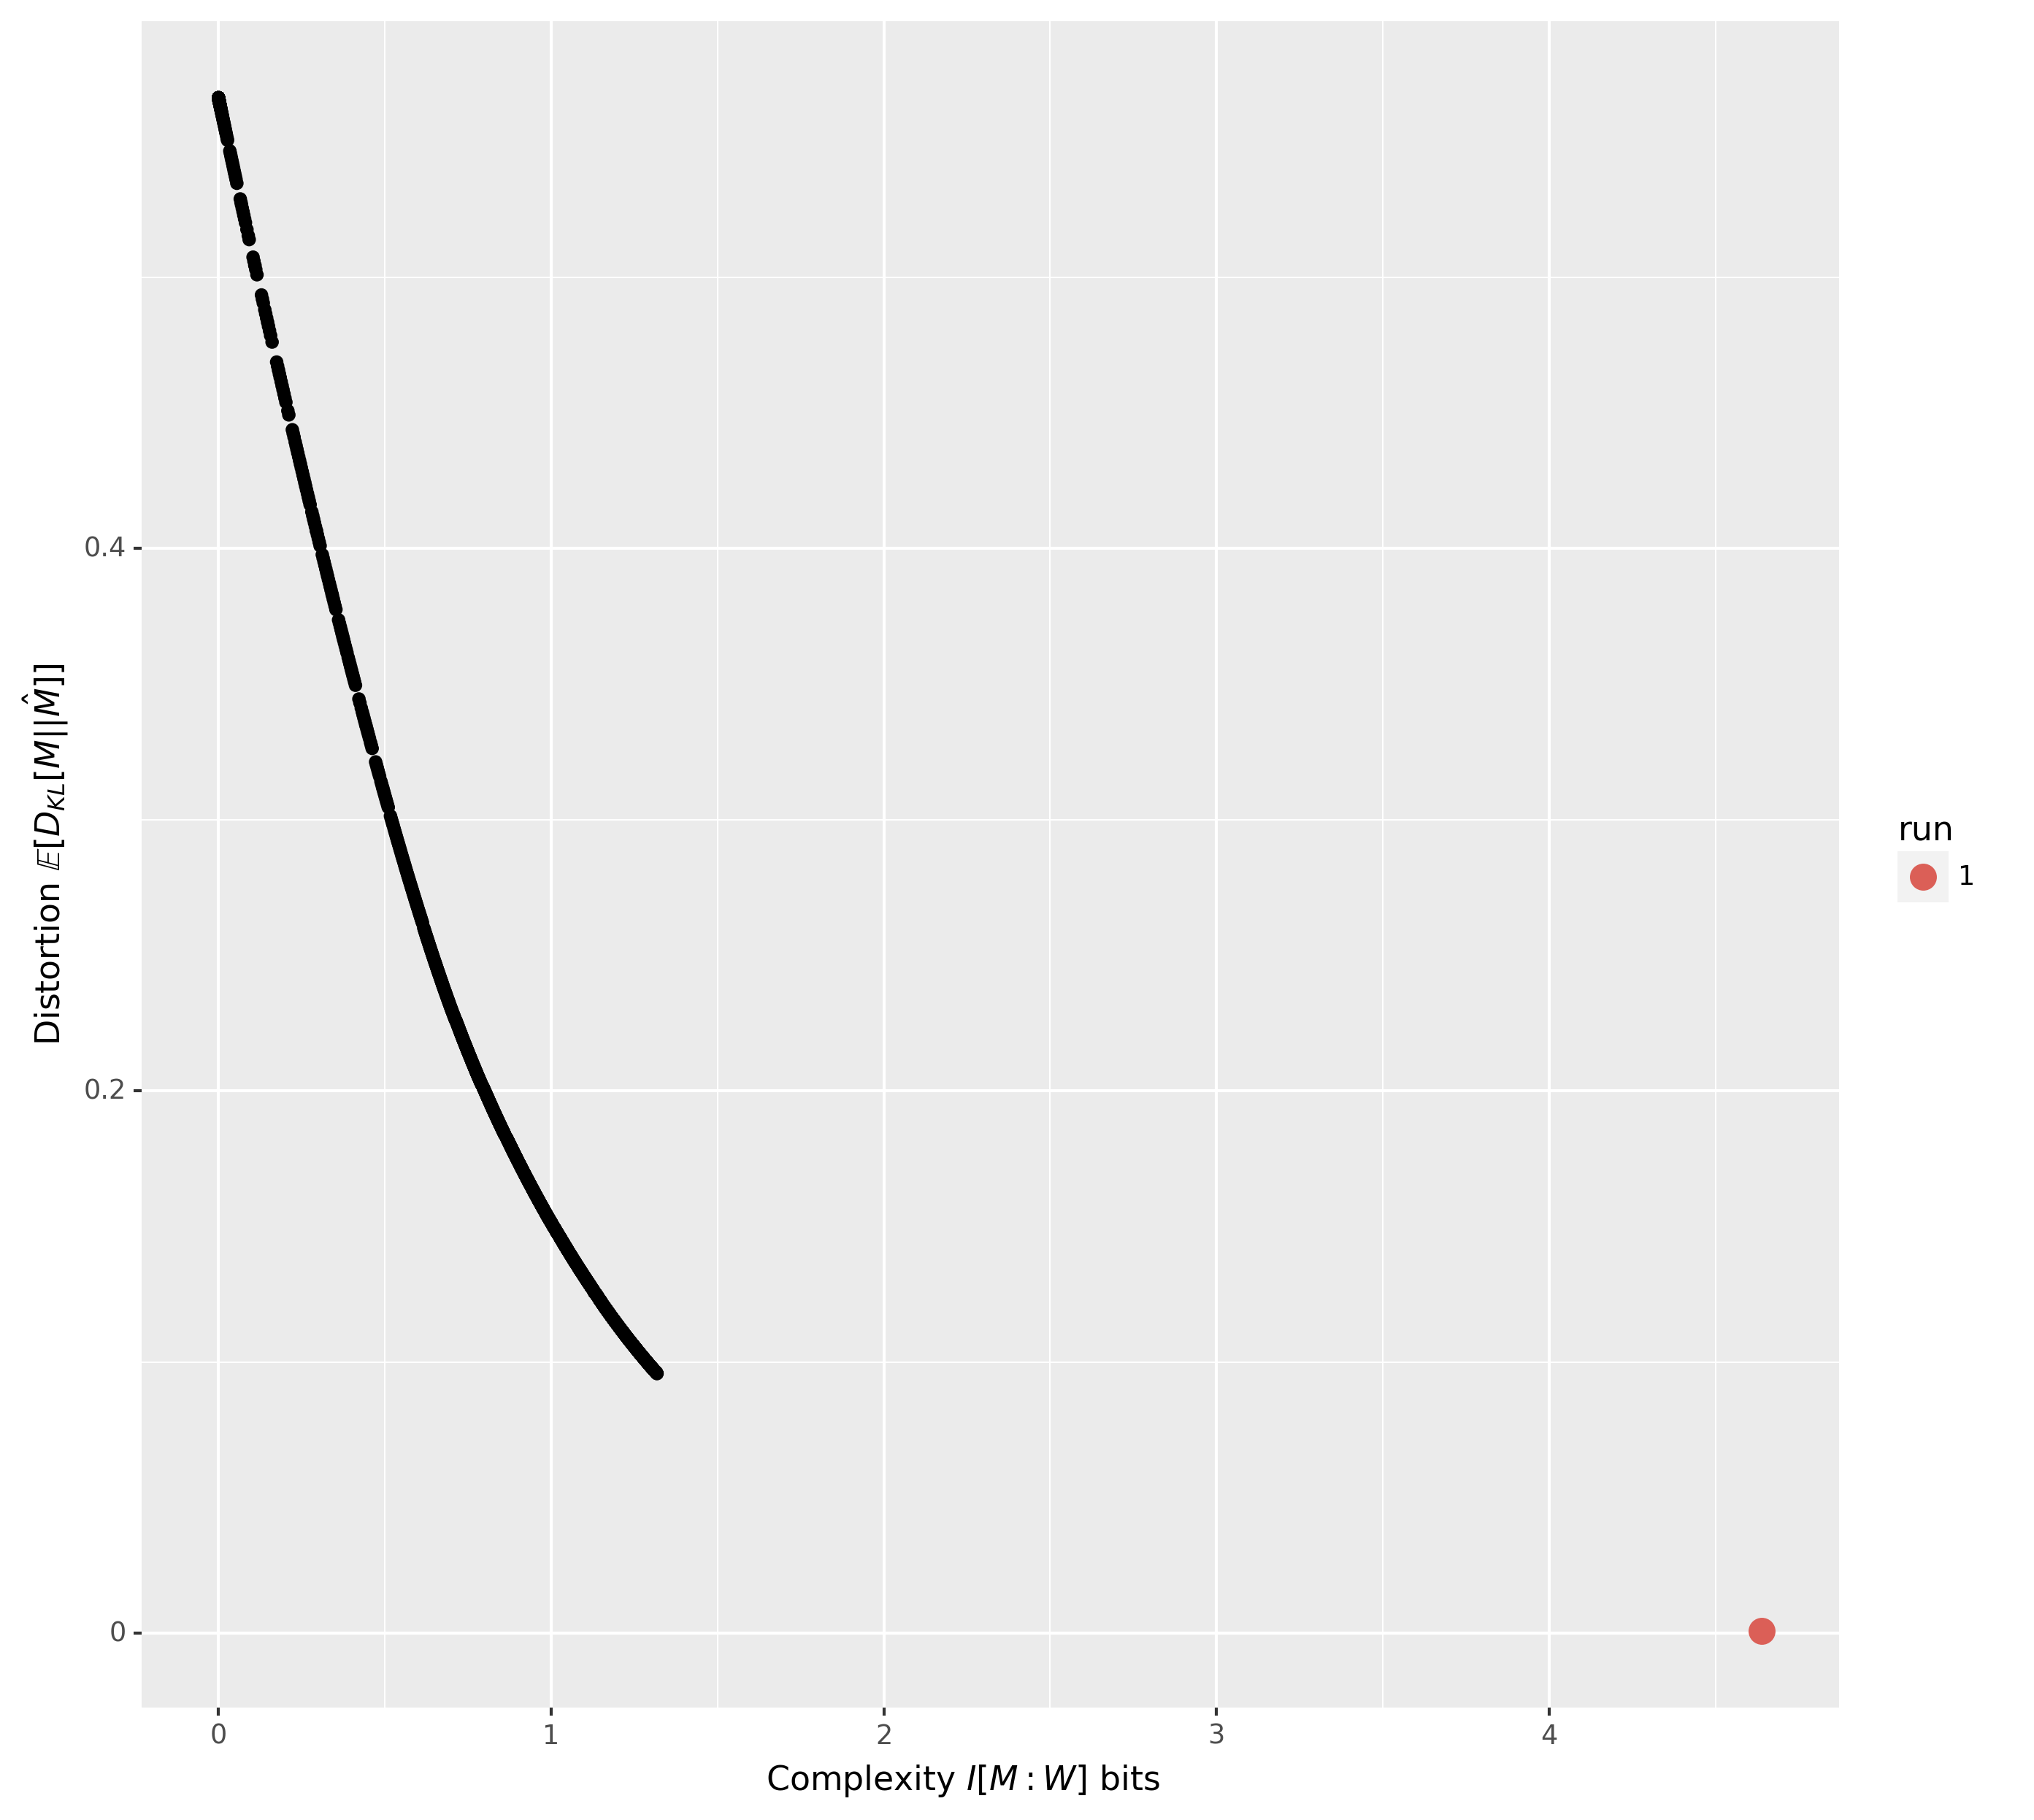 Distortion 𝔼[D_KL[M||M̂]]
0.4
0.2
0
0 1 2 3 4
Complexity I[M : W] bits
run
1